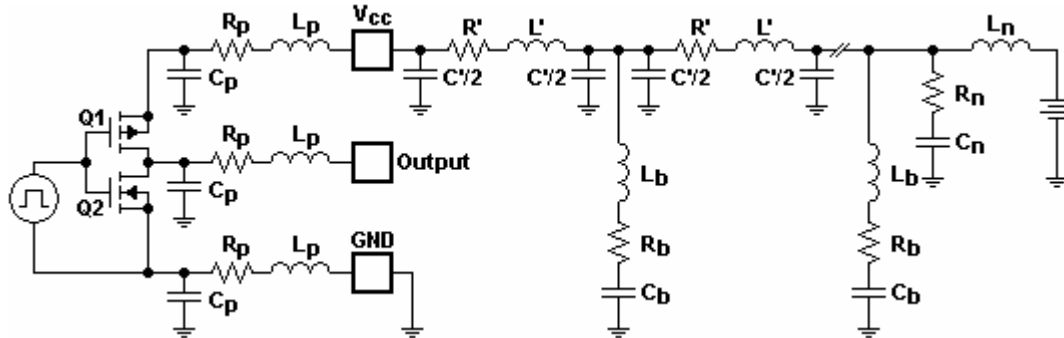 Rp Lp Vcc R' L' R' L' Ln
Cp C'/2 C'/2 C'/2 C'/2 Rn
Q1 Rp Lp Output Cn
Q2 Cp Lb Lb
Rp Lp GND Rb Rb
Cp Cb Cb